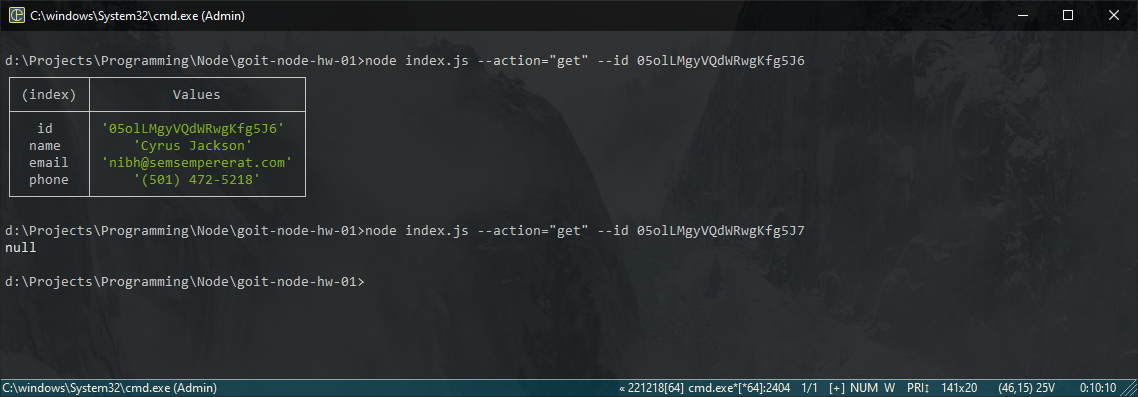 C:\windows\System32\cmd.exe (Admin)
d:\Projects\Programming\Node\goit-node-hw-01>node index.js --action="get" --id 05olLMgyVQdWRwgKfg5J6
(index) Values
id '05olLMgyVQdWRwgKfg5J6'
name 'Cyrus Jackson'
email 'nibh@semsempererat.com'
phone '(501) 472-5218'
d:\Projects\Programming\Node\goit-node-hw-01>node index.js --action="get" --id 05olLMgyVQdWRwgKfg5J7
null
d:\Projects\Programming\Node\goit-node-hw-01>
C:\windows\System32\cmd.exe (Admin) « 221218[64] cmd.exe*[*64]:2404 1/1 [+] NUM W PRI↕ 141x20 (46,15) 25V 0:10:10